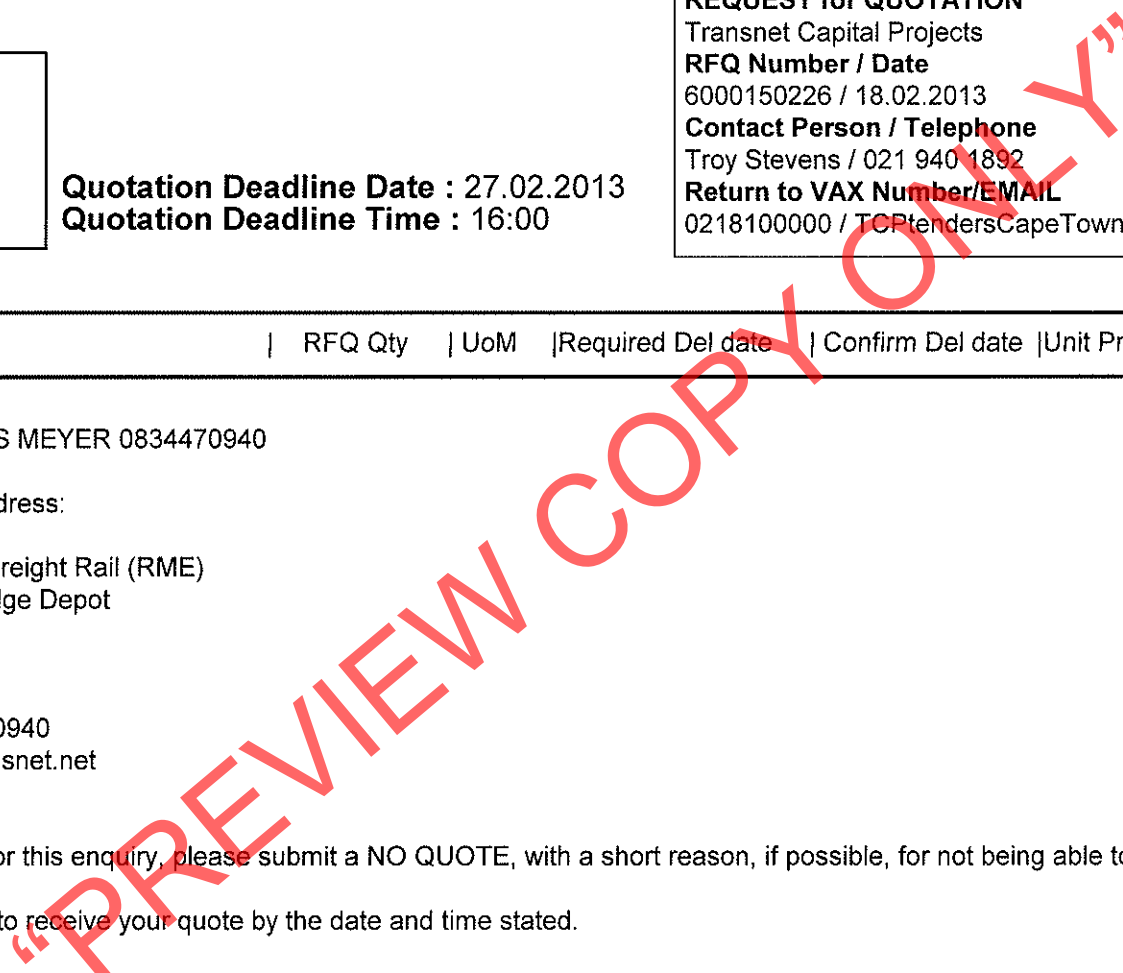 REQUEST for QUOTATION
Transnet Capital Projects
RFQ Number / Date
6000150226 / 18.02.2013
Contact Person / Telephone
Troy Stevens / 021 940 1892
Return to VAX Number/EMAIL
0218100000 / TCPtendersCapeTown
Quotation Deadline Date : 27.02.2013
Quotation Deadline Time : 16:00
| RFQ Qty | UoM |Required Del date | Confirm Del date |Unit Pr
S MEYER 0834470940
dress:
reight Rail (RME)
ge Depot
0940
snet.net
or this enquiry, please submit a NO QUOTE, with a short reason, if possible, for not being able to
to receive your quote by the date and time stated.
“PREVIEW COPY ONLY”